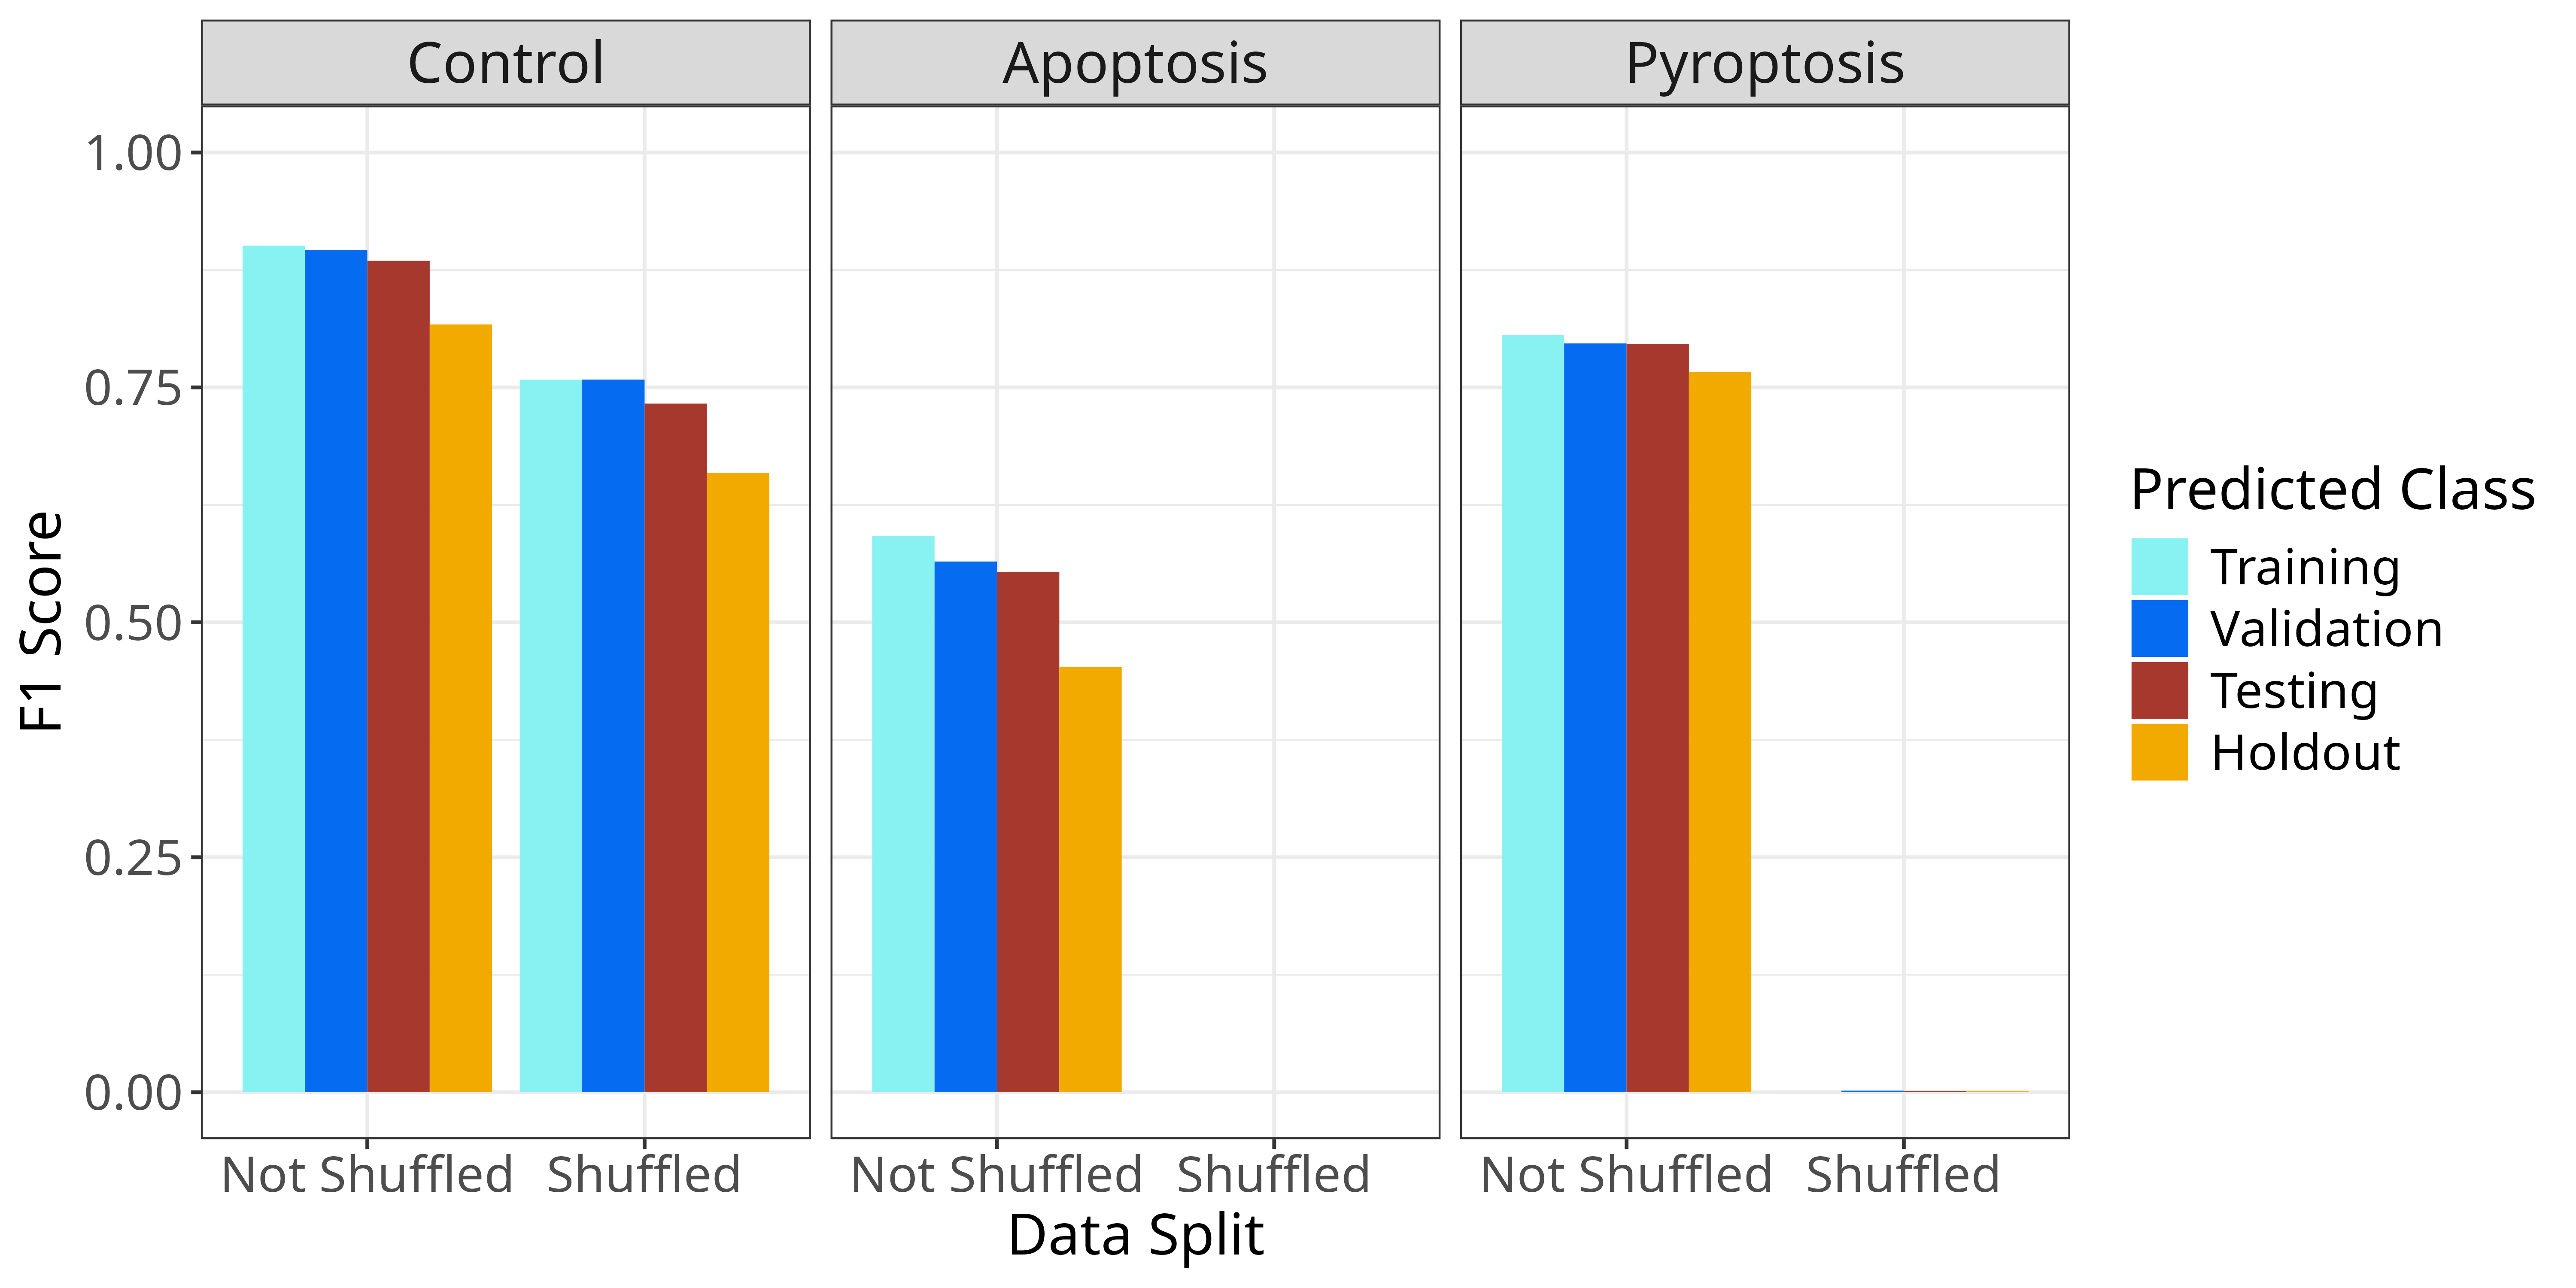 Control
Apoptosis
Pyroptosis
1.00
0.75
0.50
0.25
0.00
F1 Score
Not Shuffled
Shuffled
Not Shuffled
Shuffled
Not Shuffled
Shuffled
Data Split
Predicted Class
Training
Validation
Testing
Holdout